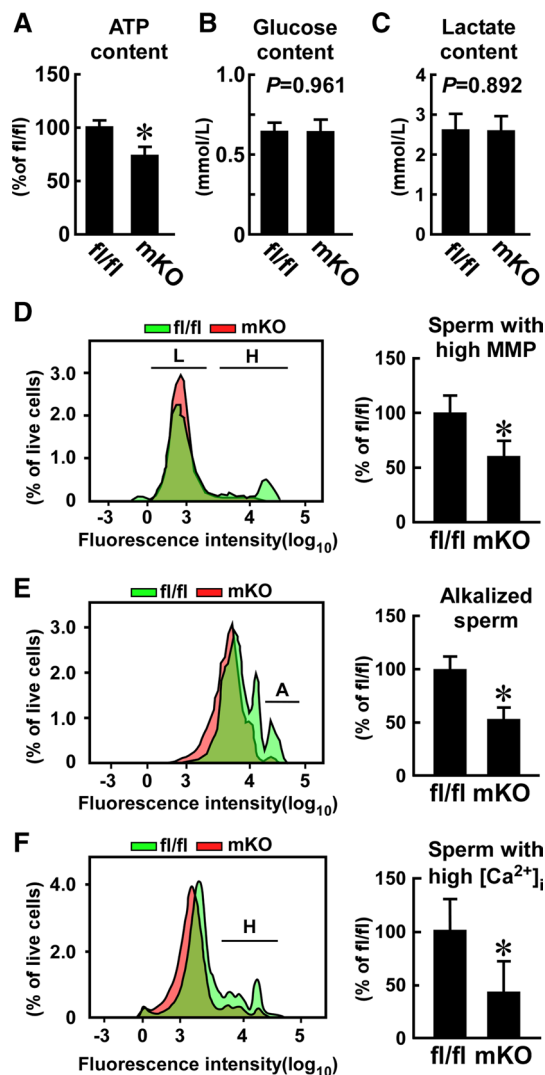 A
ATP
content
(%of fl/fl)
150
100
50
0
*
fl/fl
mKO
B
Glucose
content
(mmol/L)
1.0
0.5
0
P=0.961
fl/fl
mKO
C
Lactate
content
(mmol/L)
4
3
2
1
0
P=0.892
fl/fl
mKO
D
fl/fl mKO
L H
(% of live cells)
3.0
2.0
1.0
0
-3 0 3 4 5
Fluorescence intensity(log10)
Sperm with
high MMP
(% of fl/fl)
150
100
50
0
*
fl/fl mKO
E
fl/fl mKO
A
(% of live cells)
3.0
2.0
1.0
0
-3 0 3 4 5
Fluorescence intensity(log10)
Alkalized
sperm
(% of fl/fl)
150
100
50
0
*
fl/fl mKO
F
fl/fl mKO
H
(% of live cells)
4.0
2.0
0
-3 0 3 4 5
Fluorescence intensity(log10)
Sperm with
high [Ca2+]i
(% of fl/fl)
150
100
50
0
*
fl/fl mKO